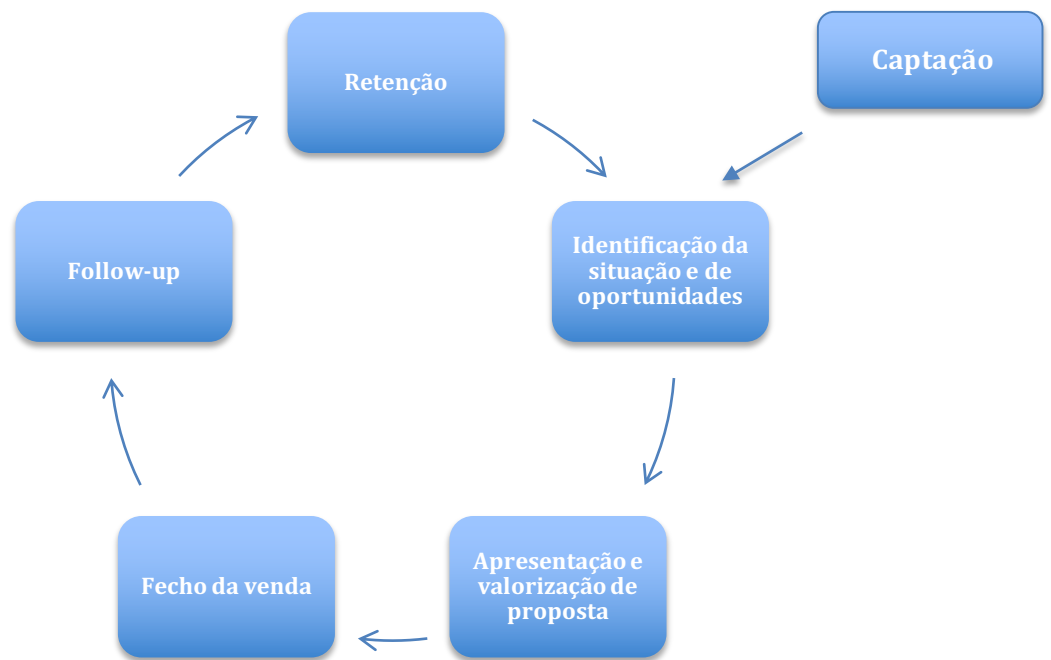 Retenção
Captação
Identificação da
situação e de
oportunidades
Apresentação e
valorização de
proposta
Fecho da venda
Follow-up